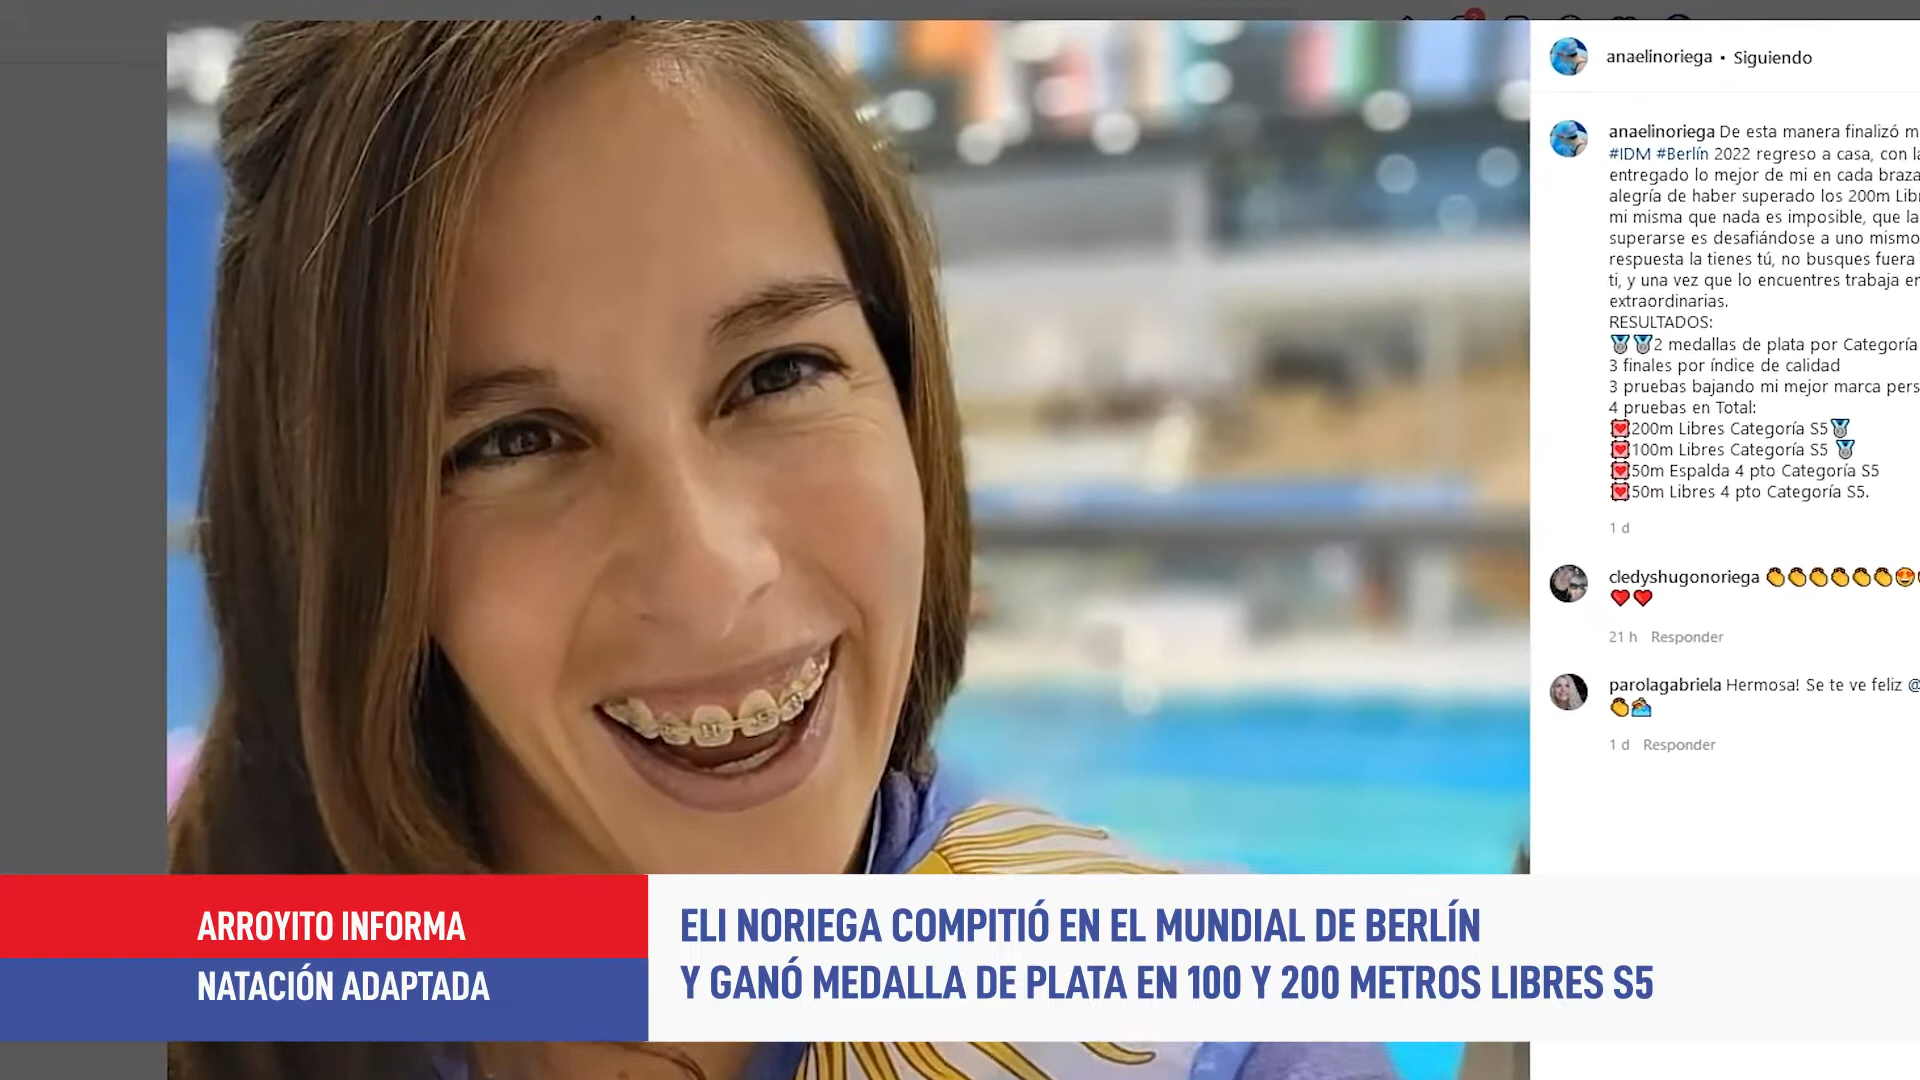 anaelinoriega • Siguiendo
anaelinoriega De esta manera finalizó m
#IDM #Berlín 2022 regreso a casa, con la
entregado lo mejor de mi en cada braza
alegría de haber superado los 200m Libr
mi misma que nada es imposible, que la
superarse es desafiándose a uno mismo
respuesta la tienes tú, no busques fuera
ti, y una vez que lo encuentres trabaja en
extraordinarias.
RESULTADOS:
2 medallas de plata por Categoría
3 finales por índice de calidad
3 pruebas bajando mi mejor marca pers
4 pruebas en Total:
200m Libres Categoría S5
100m Libres Categoría S5
50m Espalda 4 pto Categoría S5
50m Libres 4 pto Categoría S5.
1 d
cledyshugonoriega
21 h Responder
parolagabriela Hermosa! Se te ve feliz @
1 d Responder
ARROYITO INFORMA
NATACIÓN ADAPTADA
ELI NORIEGA COMPITIÓ EN EL MUNDIAL DE BERLÍN
Y GANÓ MEDALLA DE PLATA EN 100 Y 200 METROS LIBRES S5